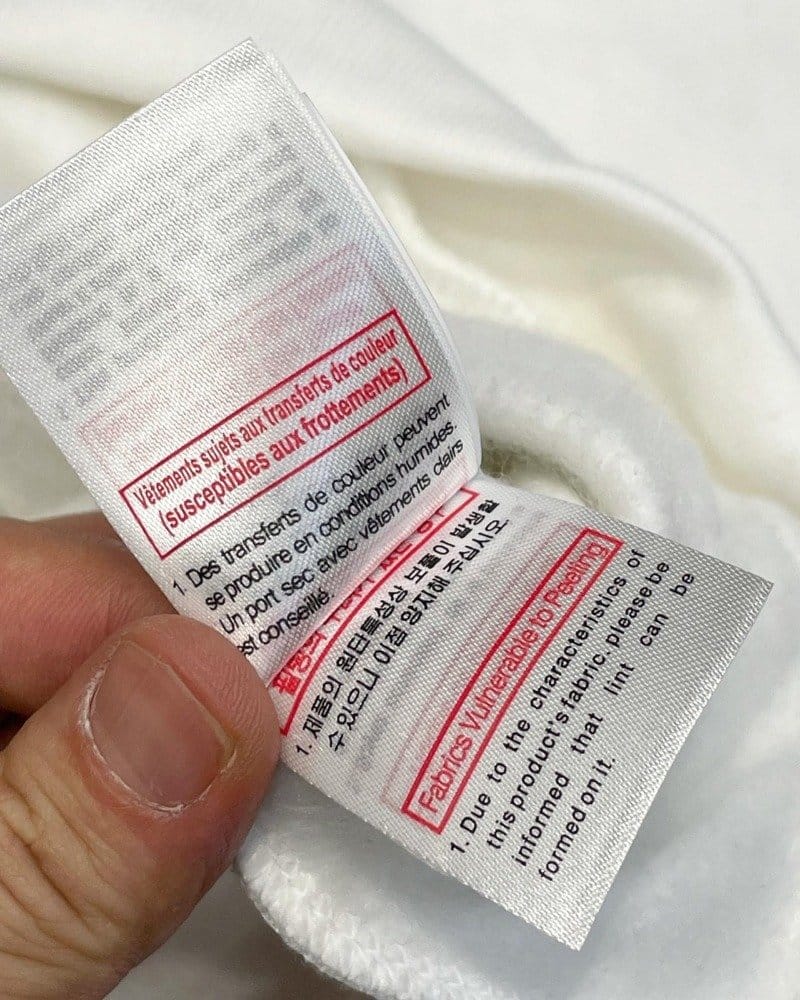 Vêtements sujets aux transferts de couleur
(susceptibles aux frottements)
1. Des transferts de couleur peuvent
se produire en conditions humides.
Un port sec avec vêtements clairs
est conseillé.
1. 제품의 원단특성상 보풀이 발생할
수 있으니 이점 양지해 주십시오
Fabrics Vulnerable to Peeling
1. Due to the characteristics of
this product's fabric, please be
informed that lint can be
formed on it.